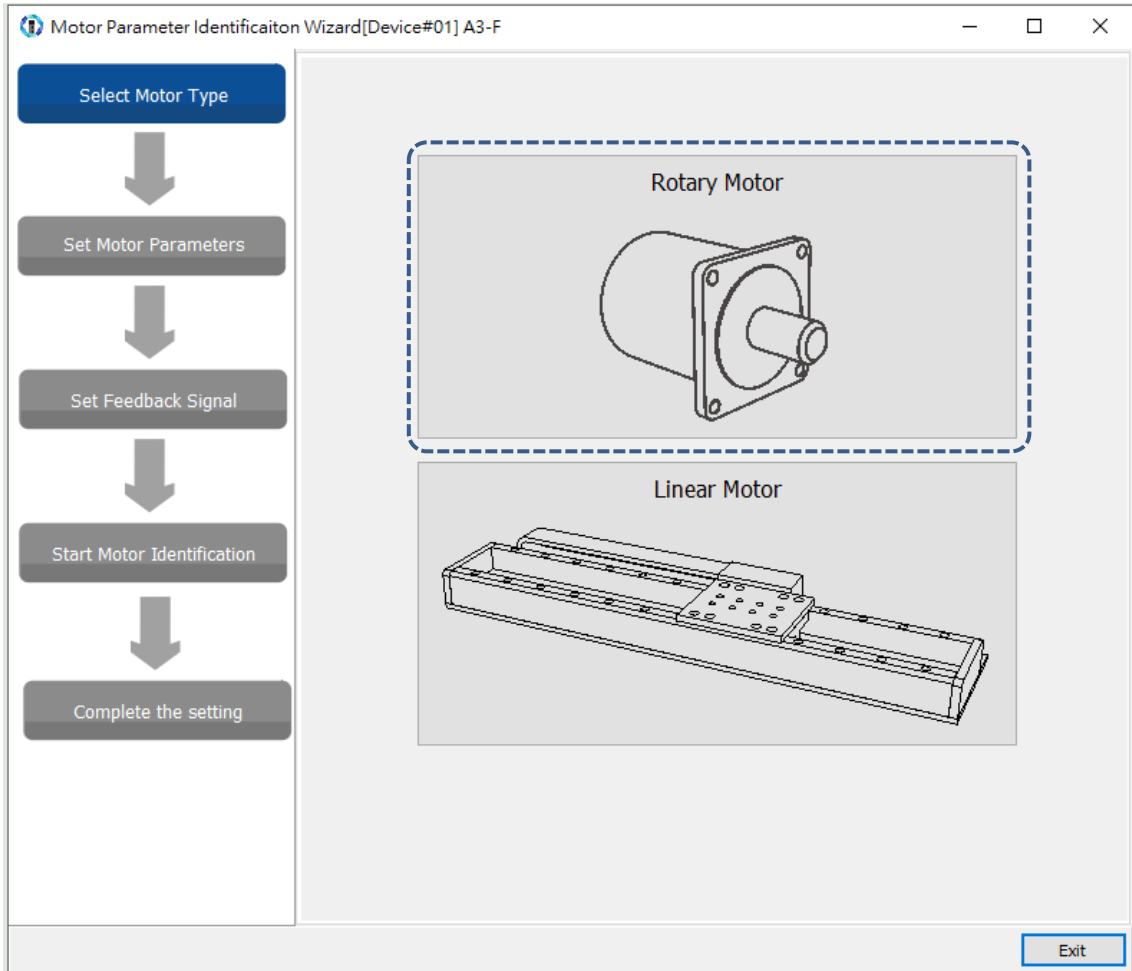 Motor Parameter Identificaiton Wizard[Device#01] A3-F
Select Motor Type
Set Motor Parameters
Set Feedback Signal
Start Motor Identification
Complete the setting
Rotary Motor
Linear Motor
Exit